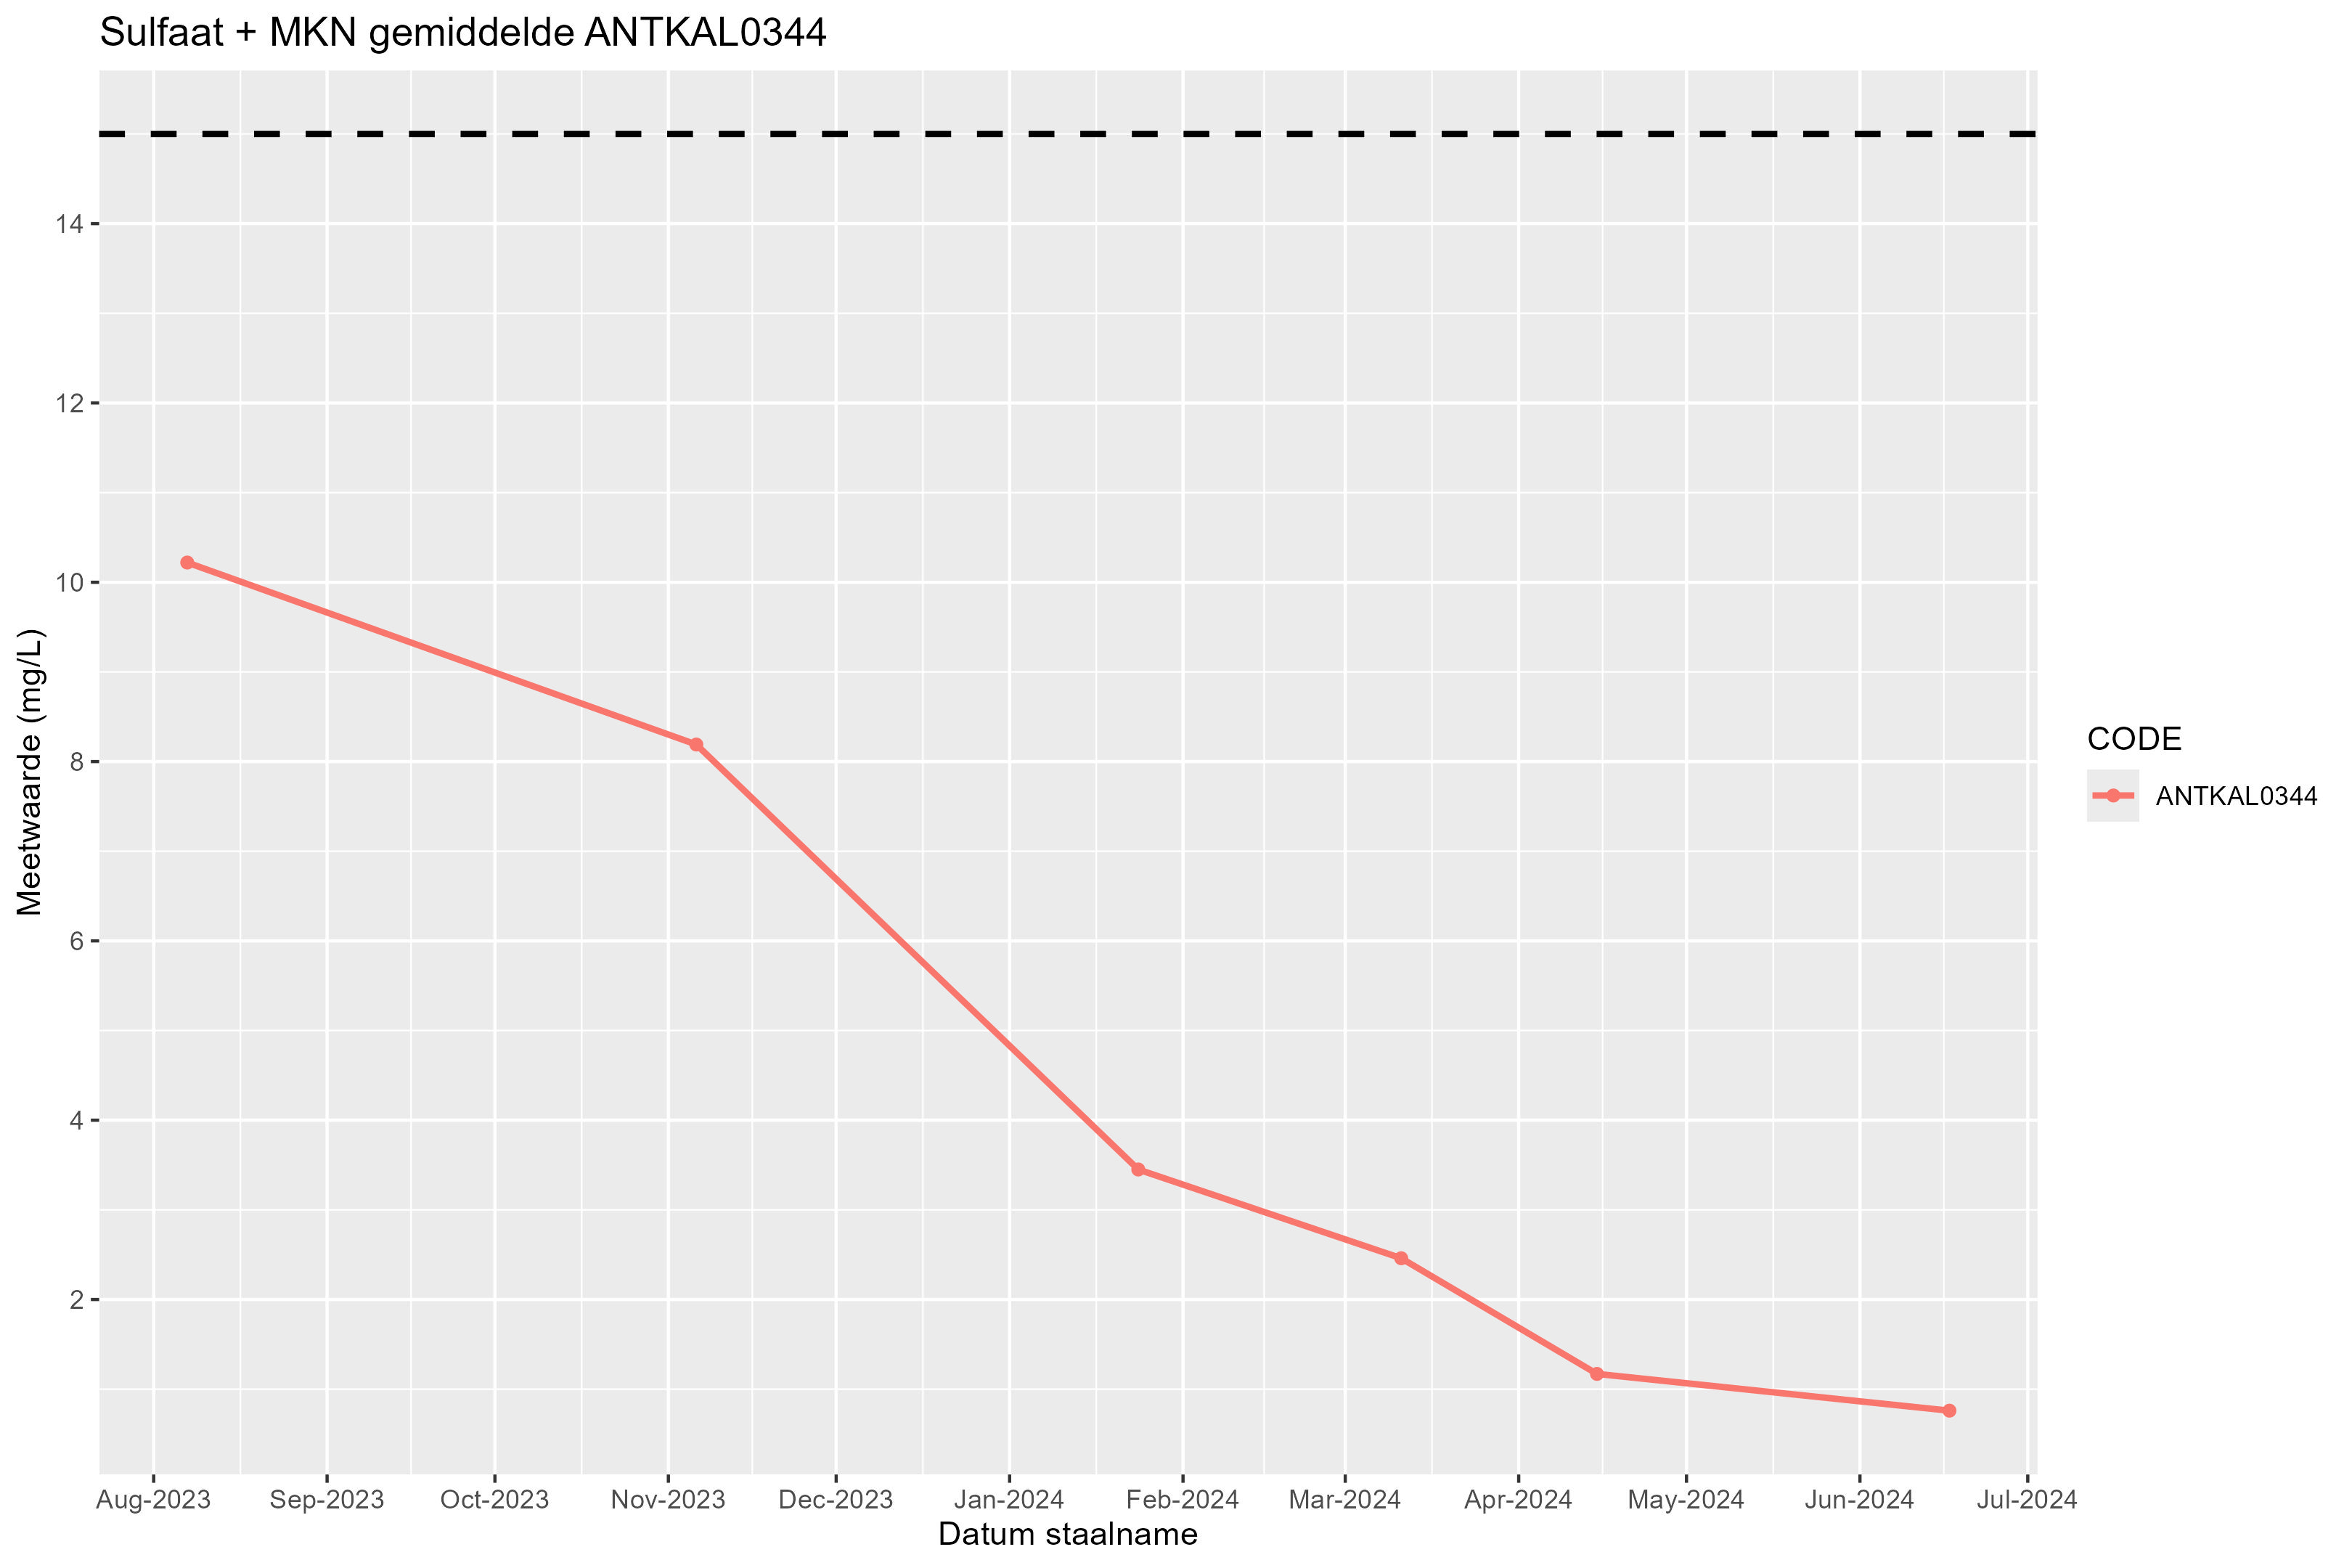 Sulfaat + MKN gemiddelde ANTKAL0344
14
12
10
8
6
4
2
Meetwaarde (mg/L)
Aug-2023 Sep-2023 Oct-2023 Nov-2023 Dec-2023 Jan-2024 Feb-2024 Mar-2024 Apr-2024 May-2024 Jun-2024 Jul-2024
Datum staalname
CODE
ANTKAL0344